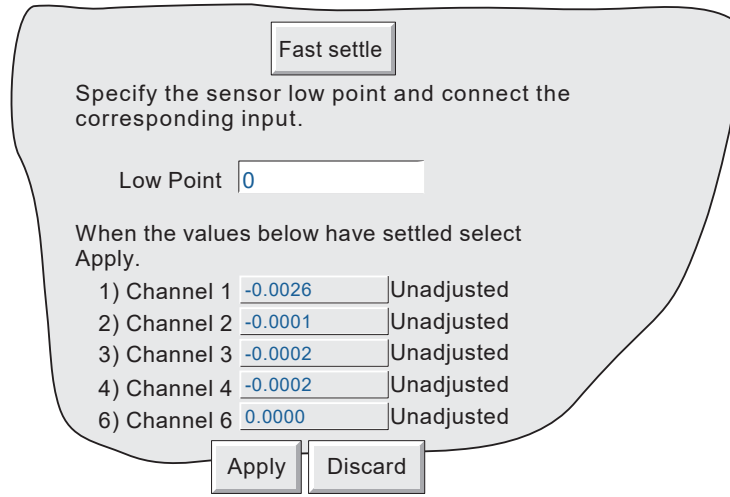 Fast settle
Specify the sensor low point and connect the
corresponding input.
Low Point 0
When the values below have settled select
Apply.
1) Channel 1 -0.0026 Unadjusted
2) Channel 2 -0.0001 Unadjusted
3) Channel 3 -0.0002 Unadjusted
4) Channel 4 -0.0002 Unadjusted
6) Channel 6 0.0000 Unadjusted
Apply Discard